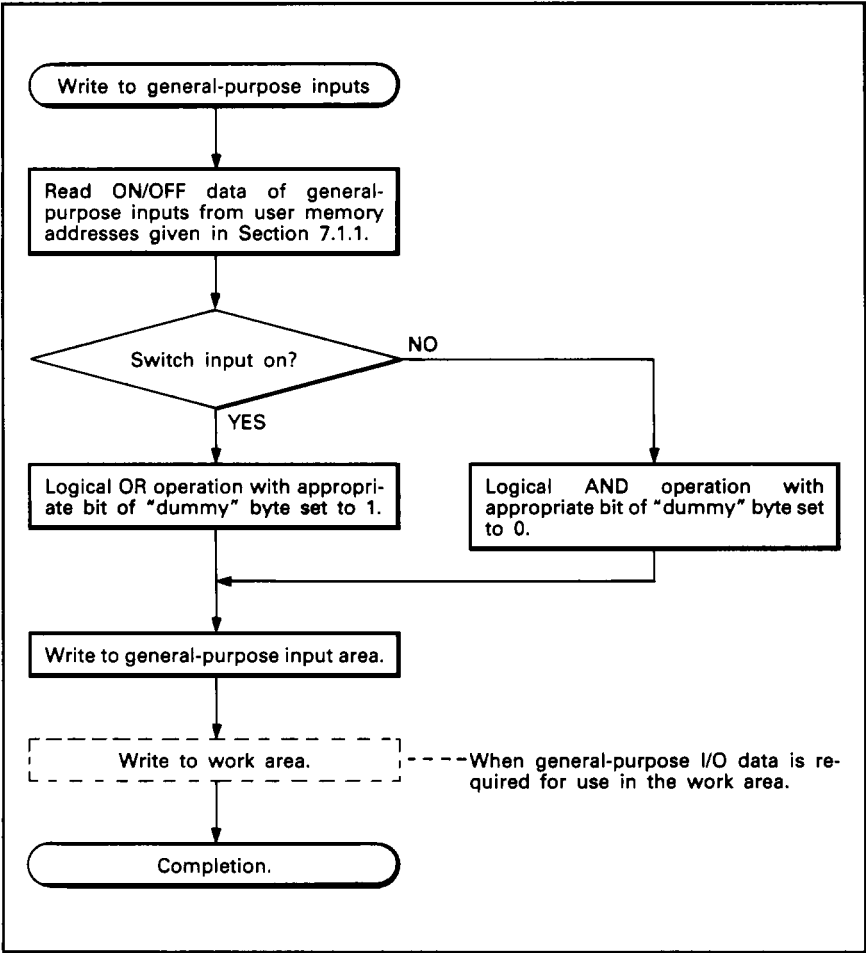 Write to general-purpose inputs
Read ON/OFF data of general-
purpose inputs from user memory
addresses given in Section 7.1.1.
Switch input on?
NO
YES
Logical OR operation with appropri-
ate bit of "dummy" byte set to 1.
Logical AND operation with
appropriate bit of "dummy" byte set
to 0.
Write to general-purpose input area.
Write to work area.
When general-purpose I/O data is re-
quired for use in the work area.
Completion.